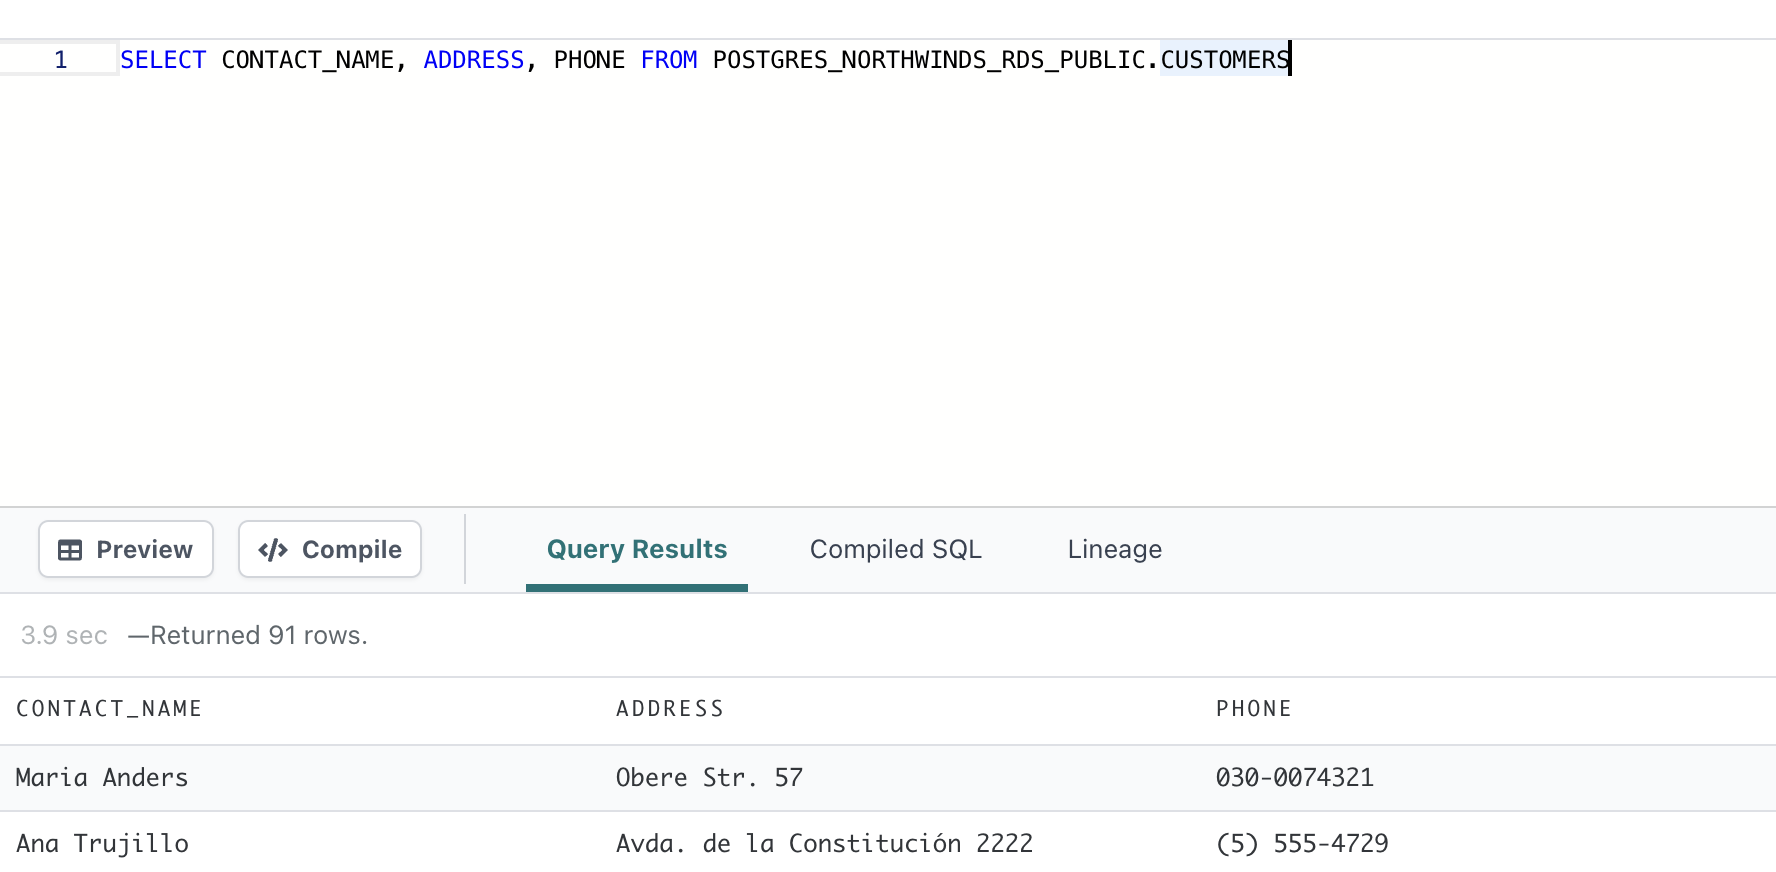 1 SELECT CONTACT_NAME, ADDRESS, PHONE FROM POSTGRES_NORTHWINDS_RDS_PUBLIC.CUSTOMERS
Preview </> Compile Query Results Compiled SQL Lineage
3.9 sec —Returned 91 rows.
CONTACT_NAME ADDRESS PHONE
Maria Anders Obere Str. 57 030-0074321
Ana Trujillo Avda. de la Constitución 2222 (5) 555-4729